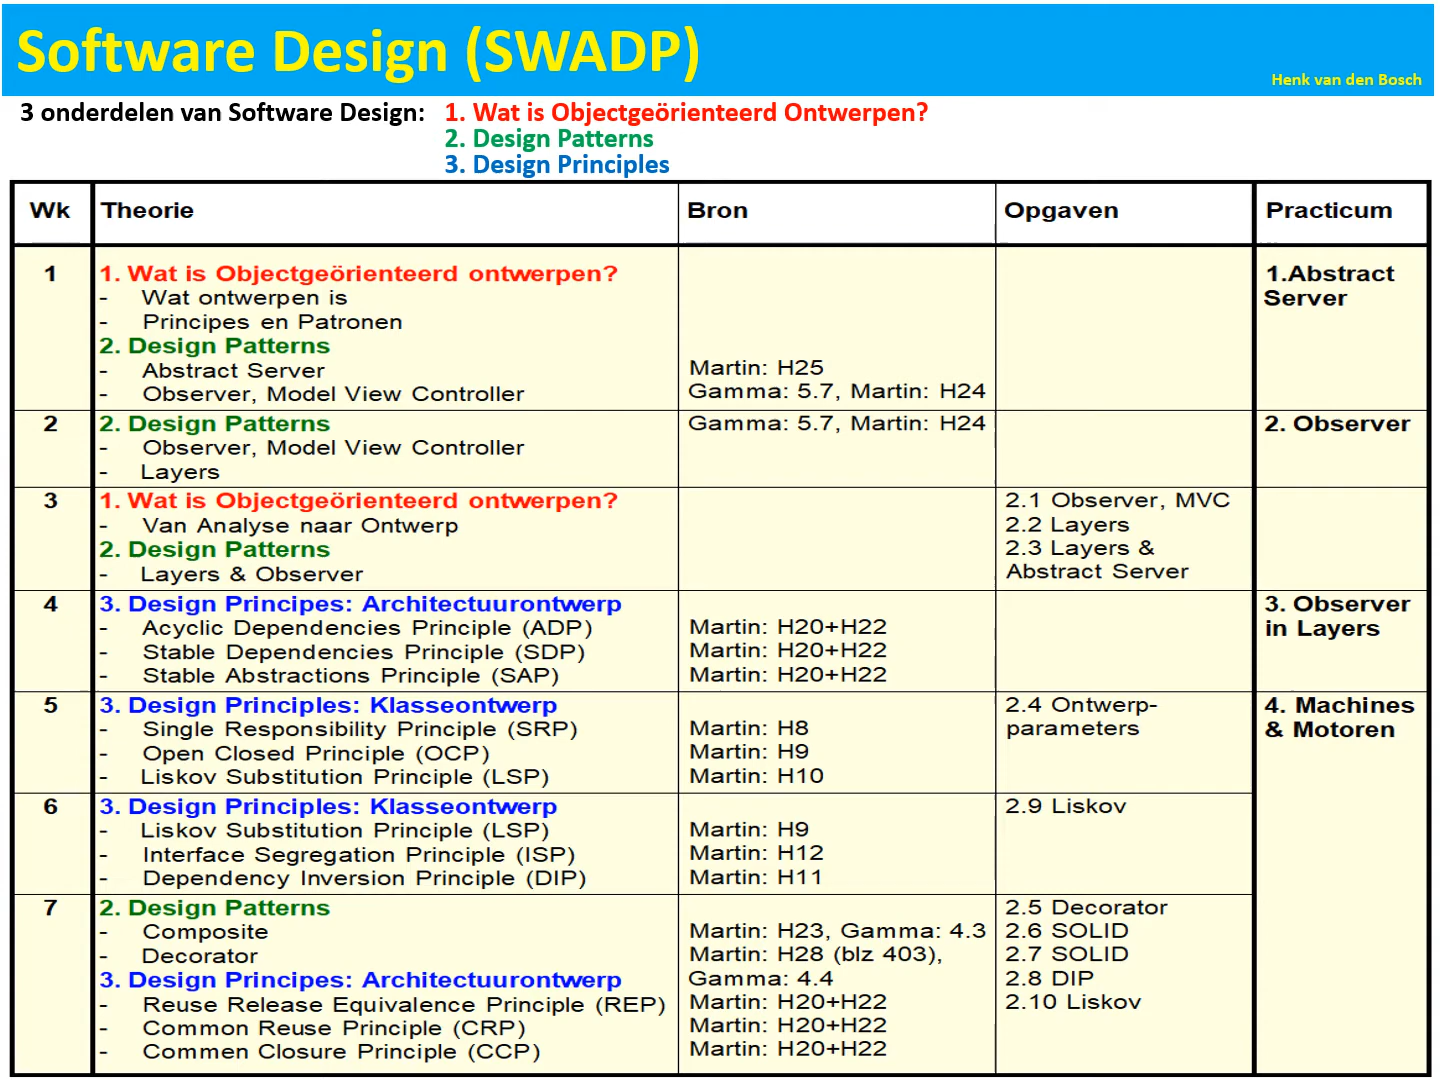 Software Design (SWADP)
Henk van den Bosch
3 onderdelen van Software Design: 1. Wat is Objectgeörienteerd Ontwerpen?
2. Design Patterns
3. Design Principles
Wk Theorie Bron Opgaven Practicum
1 1. Wat is Objectgeörienteerd ontwerpen? 1.Abstract
- Wat ontwerpen is Server
- Principes en Patronen
2. Design Patterns
- Abstract Server Martin: H25
- Observer, Model View Controller Gamma: 5.7, Martin: H24
2 2. Design Patterns Gamma: 5.7, Martin: H24 2. Observer
- Observer, Model View Controller
- Layers
3 1. Wat is Objectgeörienteerd ontwerpen? 2.1 Observer, MVC
- Van Analyse naar Ontwerp 2.2 Layers
2. Design Patterns 2.3 Layers &
- Layers & Observer Abstract Server
4 3. Design Principes: Architectuurontwerp 3. Observer
- Acyclic Dependencies Principle (ADP) Martin: H20+H22 in Layers
- Stable Dependencies Principle (SDP) Martin: H20+H22
- Stable Abstractions Principle (SAP) Martin: H20+H22
5 3. Design Principles: Klasseontwerp 2.4 Ontwerp- 4. Machines
- Single Responsibility Principle (SRP) Martin: H8 parameters & Motoren
- Open Closed Principle (OCP) Martin: H9
- Liskov Substitution Principle (LSP) Martin: H10
6 3. Design Principles: Klasseontwerp 2.9 Liskov
- Liskov Substitution Principle (LSP) Martin: H9
- Interface Segregation Principle (ISP) Martin: H12
- Dependency Inversion Principle (DIP) Martin: H11
7 2. Design Patterns 2.5 Decorator
- Composite Martin: H23, Gamma: 4.3 2.6 SOLID
- Decorator Martin: H28 (blz 403), 2.7 SOLID
3. Design Principes: Architectuurontwerp Gamma: 4.4 2.8 DIP
- Reuse Release Equivalence Principle (REP) Martin: H20+H22 2.10 Liskov
- Common Reuse Principle (CRP) Martin: H20+H22
- Commen Closure Principle (CCP) Martin: H20+H22